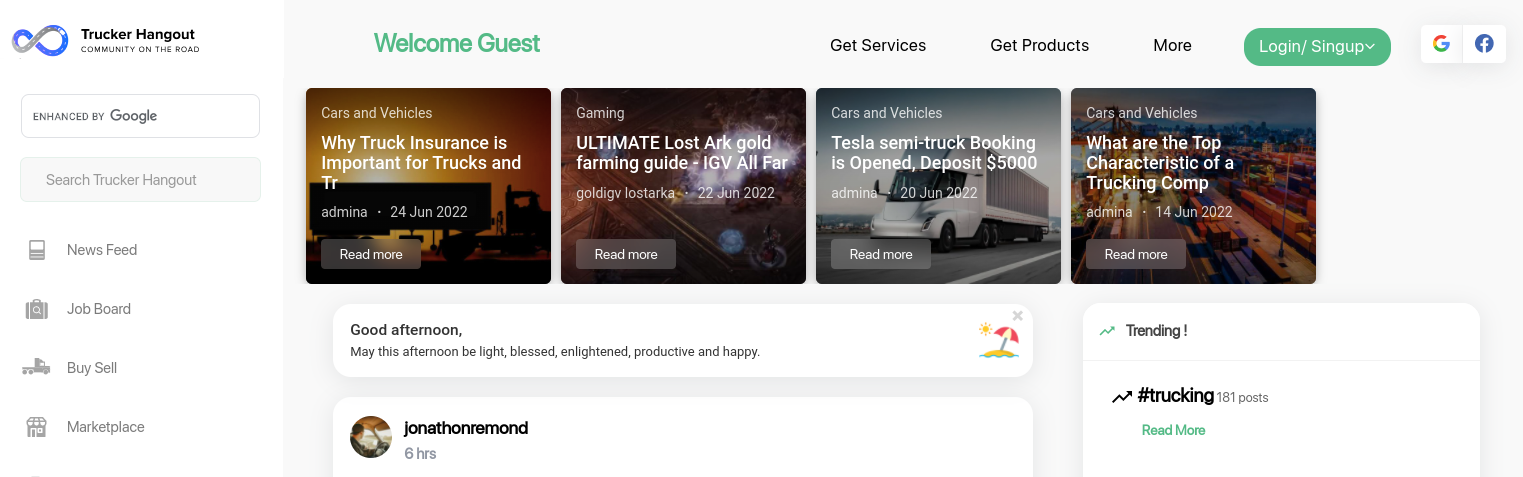 Trucker Hangout
COMMUNITY ON THE ROAD
Welcome Guest
Get Services
Get Products
More
Login/ Singup
ENHANCED BY Google
Search Trucker Hangout
News Feed
Job Board
Buy Sell
Marketplace
Cars and Vehicles
Why Truck Insurance is
Important for Trucks and
Tr
admina · 24 Jun 2022
Read more
Gaming
ULTIMATE Lost Ark gold
farming guide - IGV All Far
goldigv lostarka · 22 Jun 2022
Read more
Cars and Vehicles
Tesla semi-truck Booking
is Opened, Deposit $5000
admina · 20 Jun 2022
Read more
Cars and Vehicles
What are the Top
Characteristic of a
Trucking Comp
admina · 14 Jun 2022
Read more
Good afternoon,
May this afternoon be light, blessed, enlightened, productive and happy.
jonathonremond
6 hrs
Trending !
#trucking 181 posts
Read More